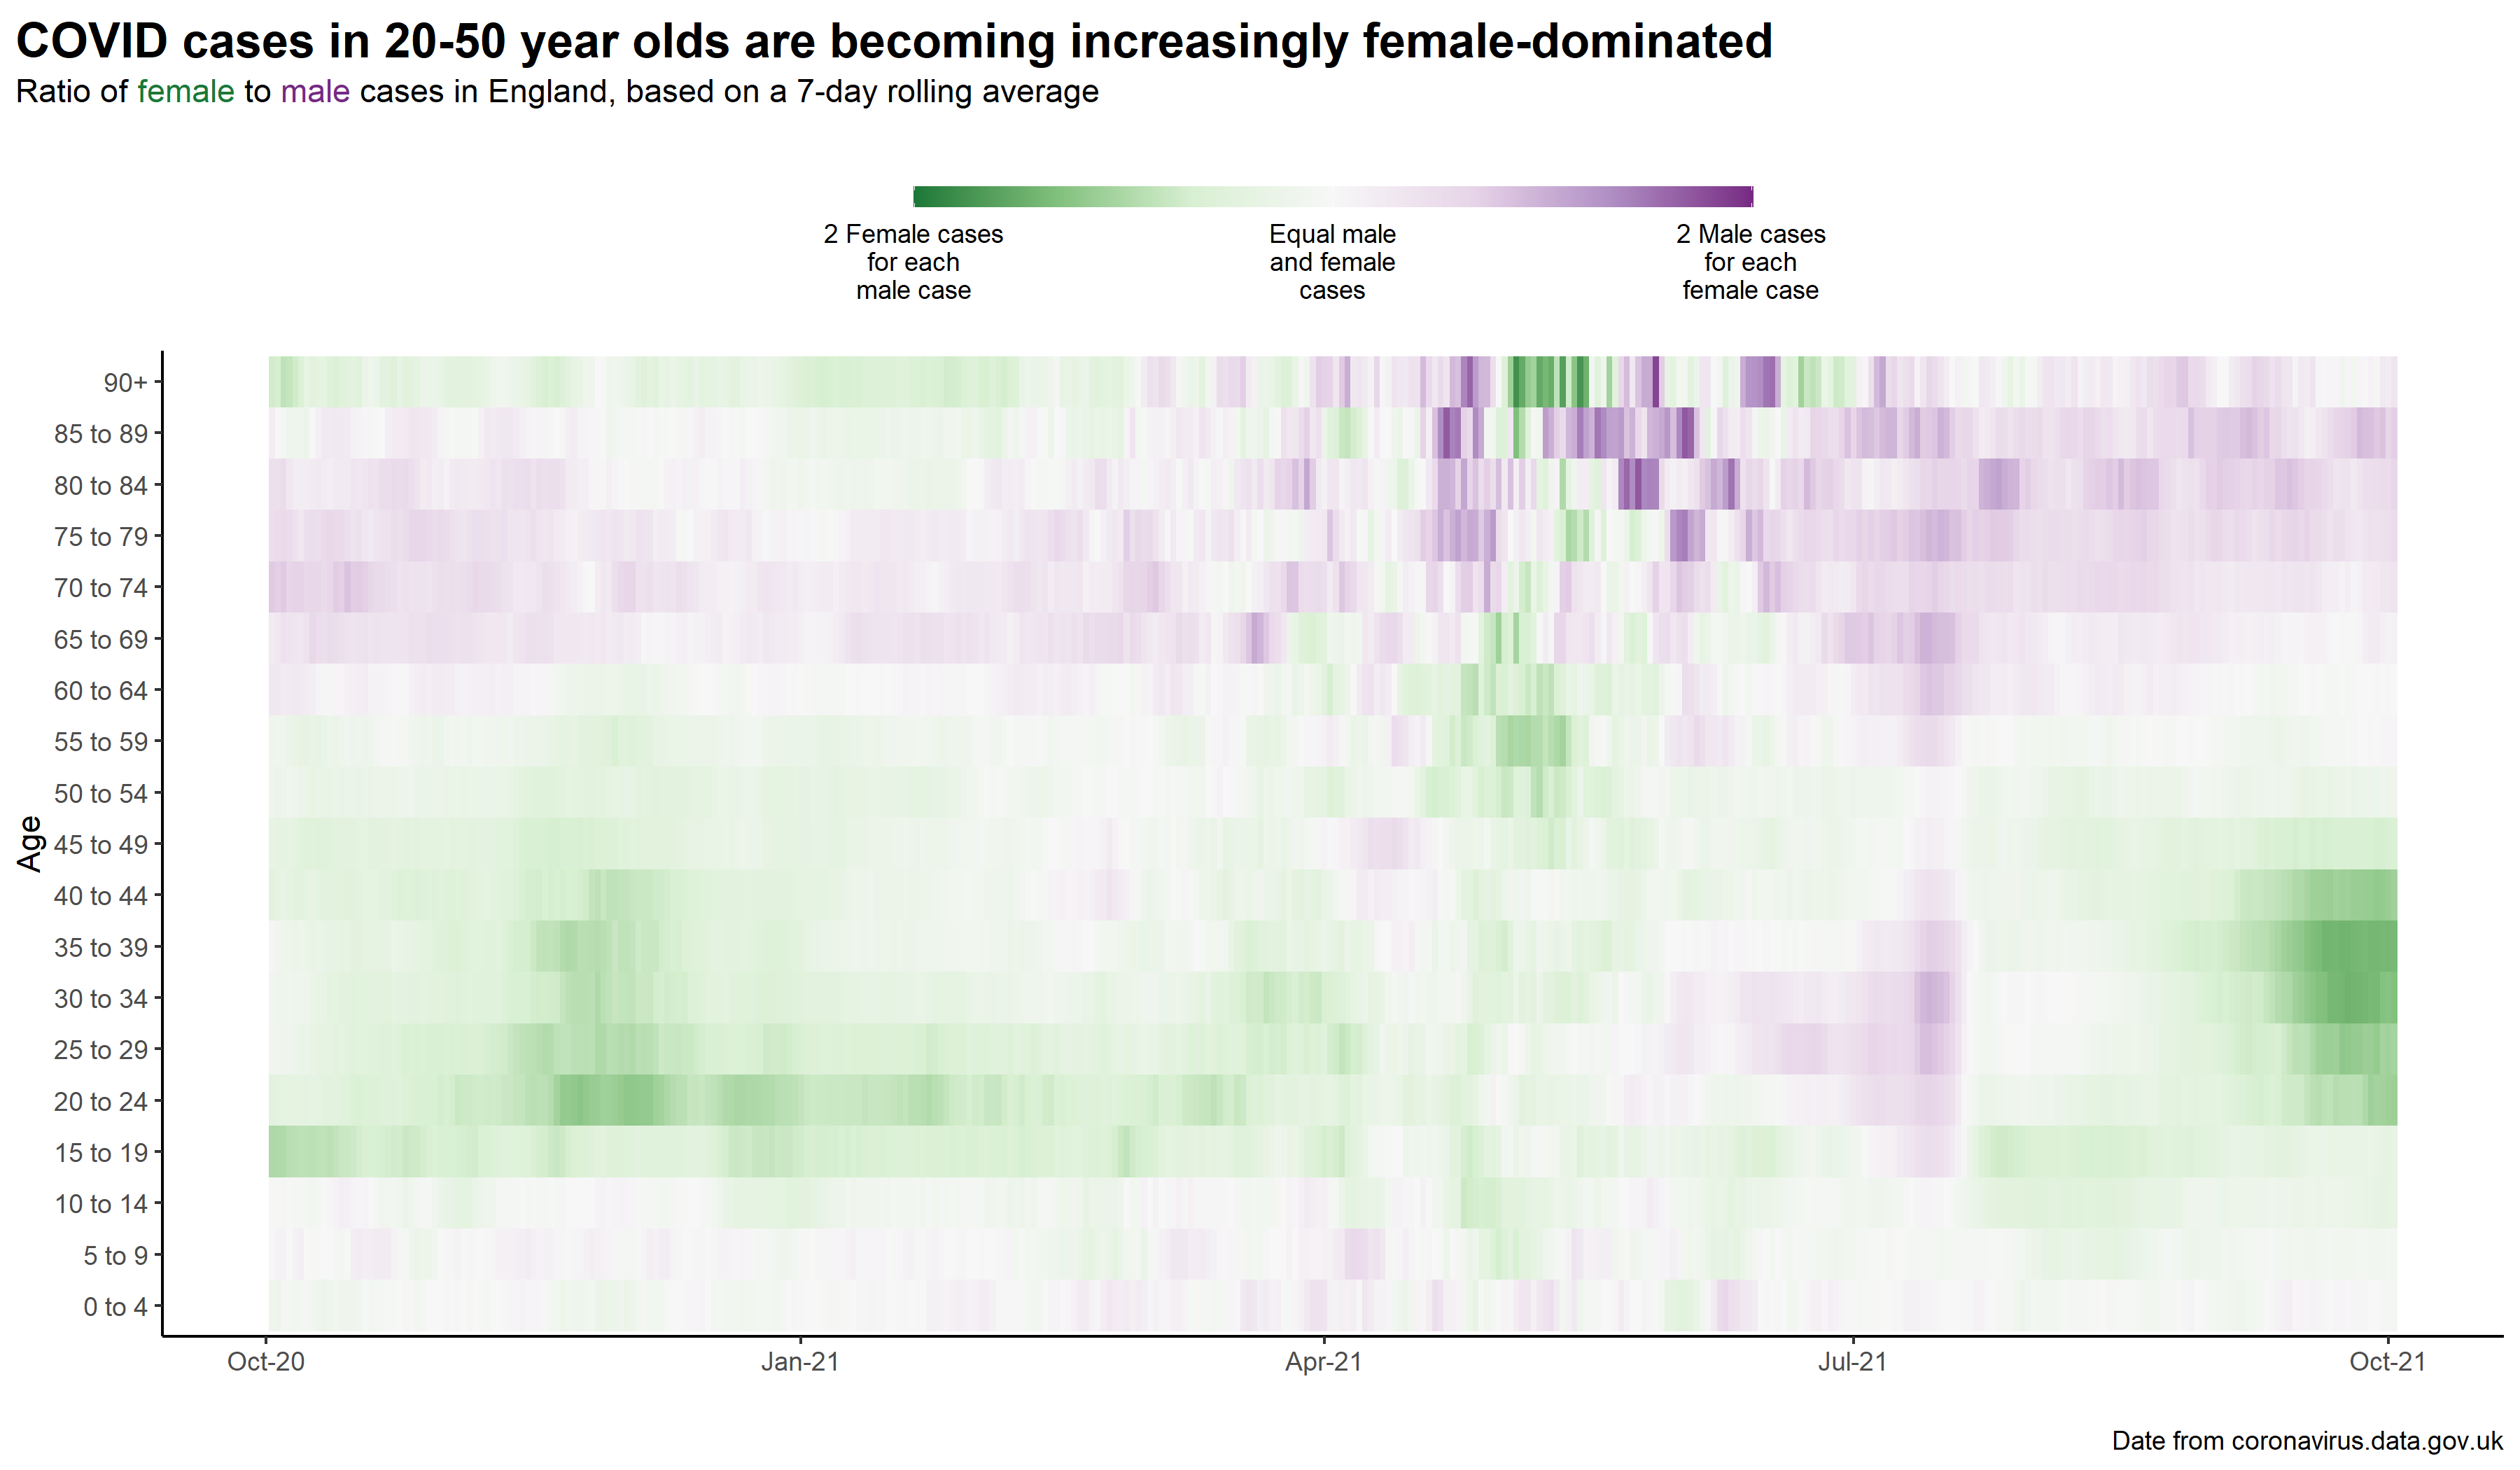 COVID cases in 20-50 year olds are becoming increasingly female-dominated
Ratio of female to male cases in England, based on a 7-day rolling average
2 Female cases
for each
male case
Equal male
and female
cases
2 Male cases
for each
female case
Age
90+
85 to 89
80 to 84
75 to 79
70 to 74
65 to 69
60 to 64
55 to 59
50 to 54
45 to 49
40 to 44
35 to 39
30 to 34
25 to 29
20 to 24
15 to 19
10 to 14
5 to 9
0 to 4
Oct-20
Jan-21
Apr-21
Jul-21
Oct-21
Date from coronavirus.data.gov.uk